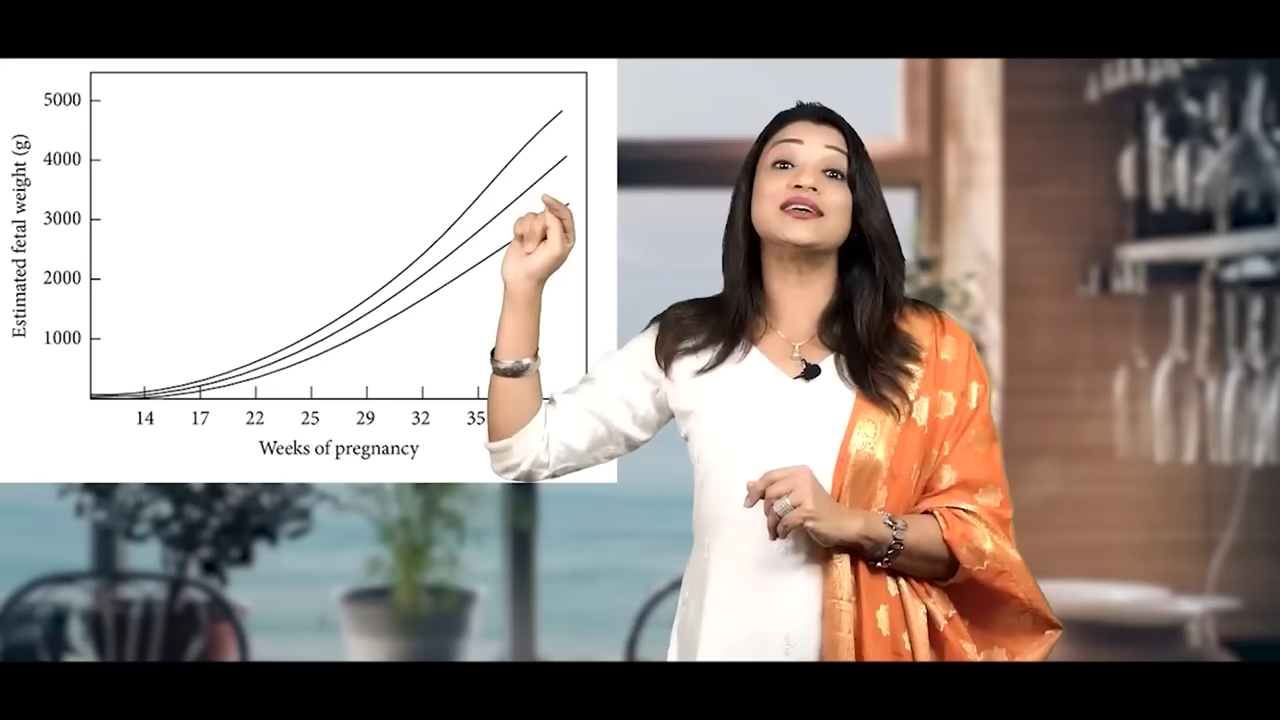 5000
4000
3000
2000
1000
Estimated fetal weight (g)
14 17 22 25 29 32 35
Weeks of pregnancy